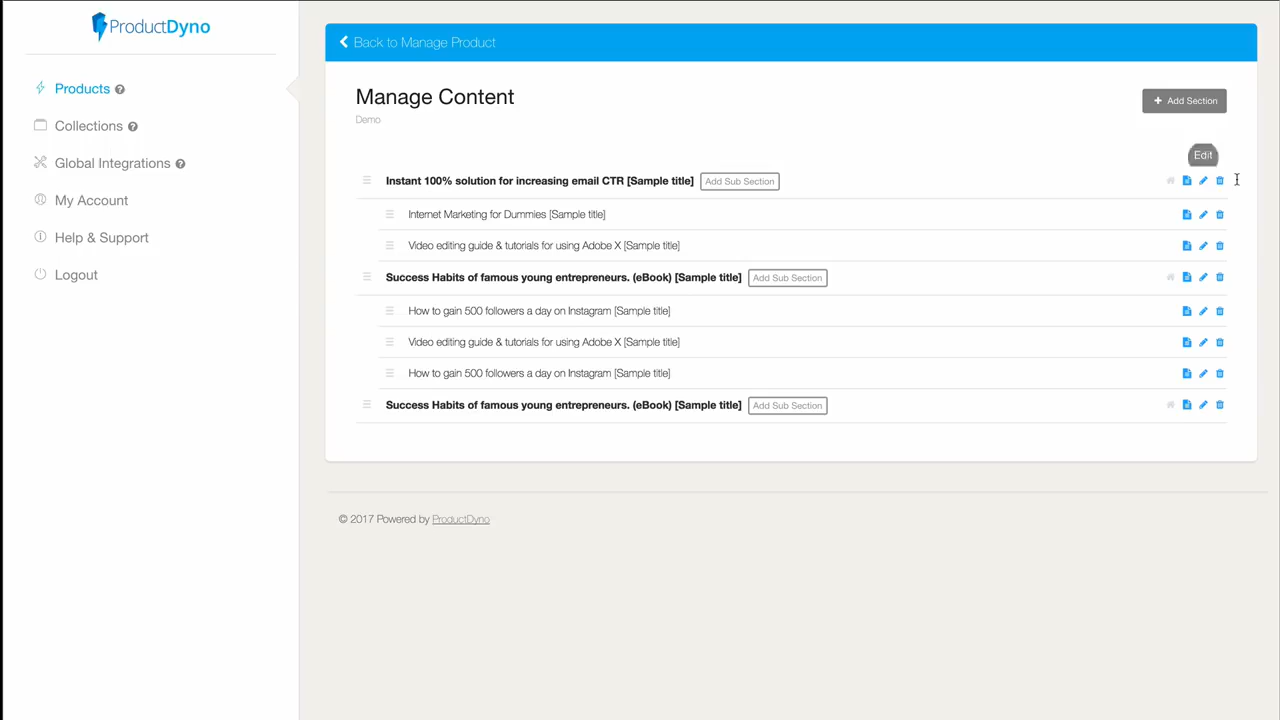 ProductDyno
Products
Collections
Global Integrations
My Account
Help & Support
Logout
Back to Manage Product
Manage Content
Demo
+ Add Section
Edit
Instant 100% solution for increasing email CTR [Sample title] Add Sub Section
Internet Marketing for Dummies [Sample title]
Video editing guide & tutorials for using Adobe X [Sample title]
Success Habits of famous young entrepreneurs. (eBook) [Sample title] Add Sub Section
How to gain 500 followers a day on Instagram [Sample title]
Video editing guide & tutorials for using Adobe X [Sample title]
How to gain 500 followers a day on Instagram [Sample title]
Success Habits of famous young entrepreneurs. (eBook) [Sample title] Add Sub Section
© 2017 Powered by ProductDyno